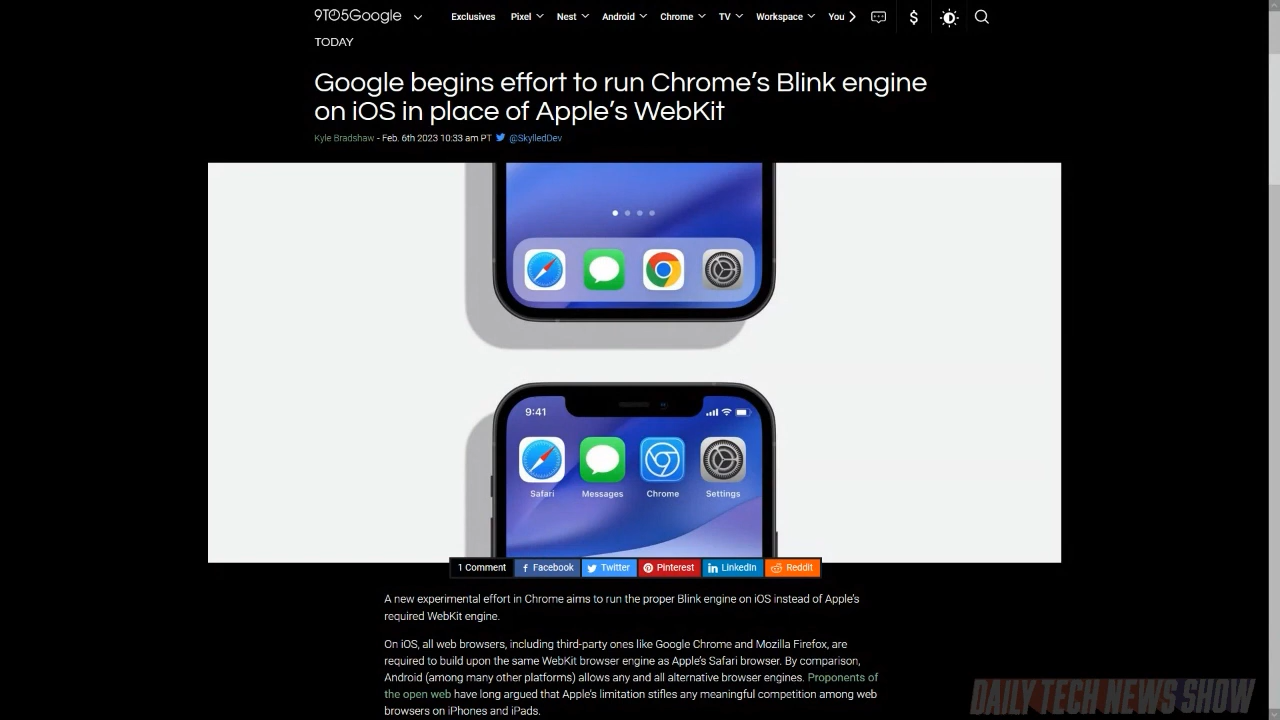 9TO5Google
Exclusives Pixel Nest Android Chrome TV Workspace You
TODAY
Google begins effort to run Chrome's Blink engine
on iOS in place of Apple's WebKit
Kyle Bradshaw - Feb. 6th 2023 10:33 am PT @SkylledDev
9:41
Safari Messages Chrome Settings
1 Comment Facebook Twitter Pinterest LinkedIn Reddit
A new experimental effort in Chrome aims to run the proper Blink engine on iOS instead of Apple's
required WebKit engine.
On iOS, all web browsers, including third-party ones like Google Chrome and Mozilla Firefox, are
required to build upon the same WebKit browser engine as Apple's Safari browser. By comparison,
Android (among many other platforms) allows any and all alternative browser engines. Proponents of
the open web have long argued that Apple's limitation stifles any meaningful competition among web
browsers on iPhones and iPads.
DAILY TECH NEWS SHOW